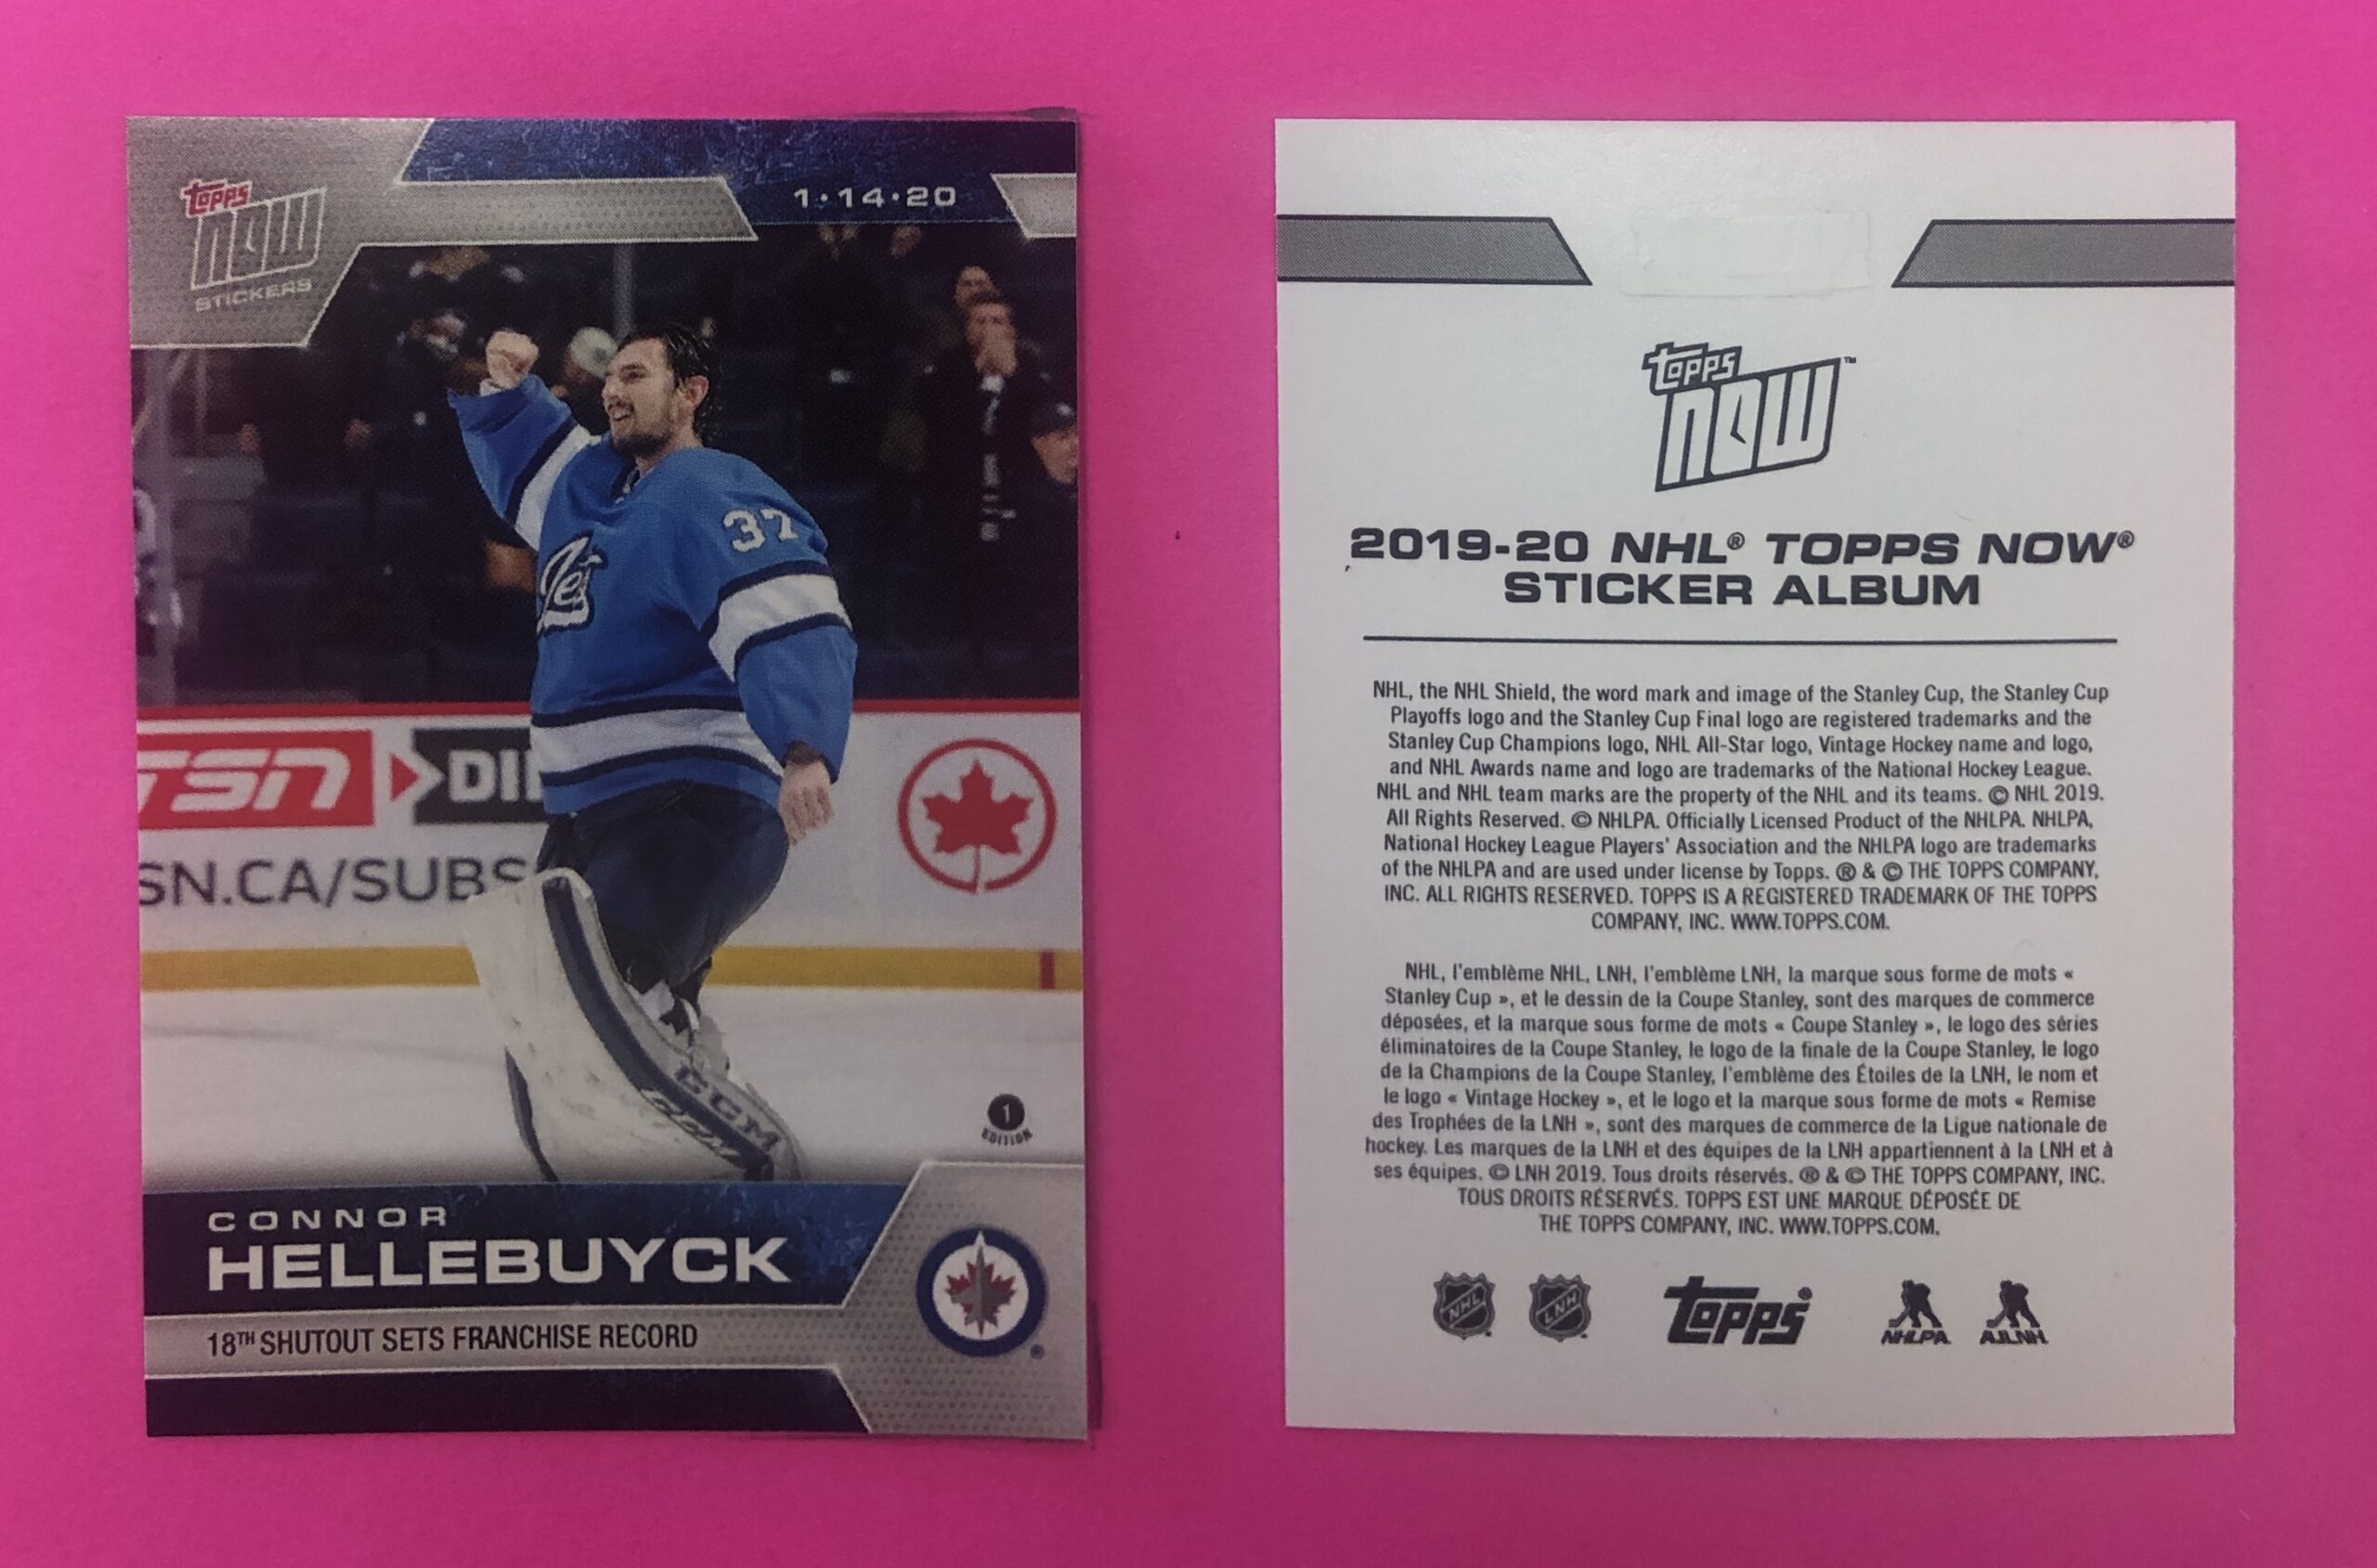 topps
NOW
STICKERS
1•14•20
37
Jets
TSN
DI
SN.CA/SUBS
CCM
1
EDITION
CONNOR
HELLEBUYCK
18TH SHUTOUT SETS FRANCHISE RECORD
®
topps
NOW™
2019-20 NHL® TOPPS NOW®
STICKER ALBUM
NHL, the NHL Shield, the word mark and image of the Stanley Cup, the Stanley Cup
Playoffs logo and the Stanley Cup Final logo are registered trademarks and the
Stanley Cup Champions logo, NHL All-Star logo, Vintage Hockey name and logo,
and NHL Awards name and logo are trademarks of the National Hockey League.
NHL and NHL team marks are the property of the NHL and its teams. © NHL 2019.
All Rights Reserved. © NHLPA. Officially Licensed Product of the NHLPA. NHLPA,
National Hockey League Players' Association and the NHLPA logo are trademarks
of the NHLPA and are used under license by Topps. ® & © THE TOPPS COMPANY,
INC. ALL RIGHTS RESERVED. TOPPS IS A REGISTERED TRADEMARK OF THE TOPPS
COMPANY, INC. WWW.TOPPS.COM.
NHL, l'emblème NHL, LNH, l'emblème LNH, la marque sous forme de mots «
Stanley Cup », et le dessin de la Coupe Stanley, sont des marques de commerce
déposées, et la marque sous forme de mots « Coupe Stanley », le logo des séries
éliminatoires de la Coupe Stanley, le logo de la finale de la Coupe Stanley, le logo
de la Champions de la Coupe Stanley, l'emblème des Étoiles de la LNH, le nom et
le logo « Vintage Hockey », et le logo et la marque sous forme de mots « Remise
des Trophées de la LNH », sont des marques de commerce de la Ligue nationale de
hockey. Les marques de la LNH et des équipes de la LNH appartiennent à la LNH et à
ses équipes. © LNH 2019. Tous droits réservés. ® & © THE TOPPS COMPANY, INC.
TOUS DROITS RÉSERVÉS. TOPPS EST UNE MARQUE DÉPOSÉE DE
THE TOPPS COMPANY, INC. WWW.TOPPS.COM.
NHL LNH topps® NHLPA AJLNH